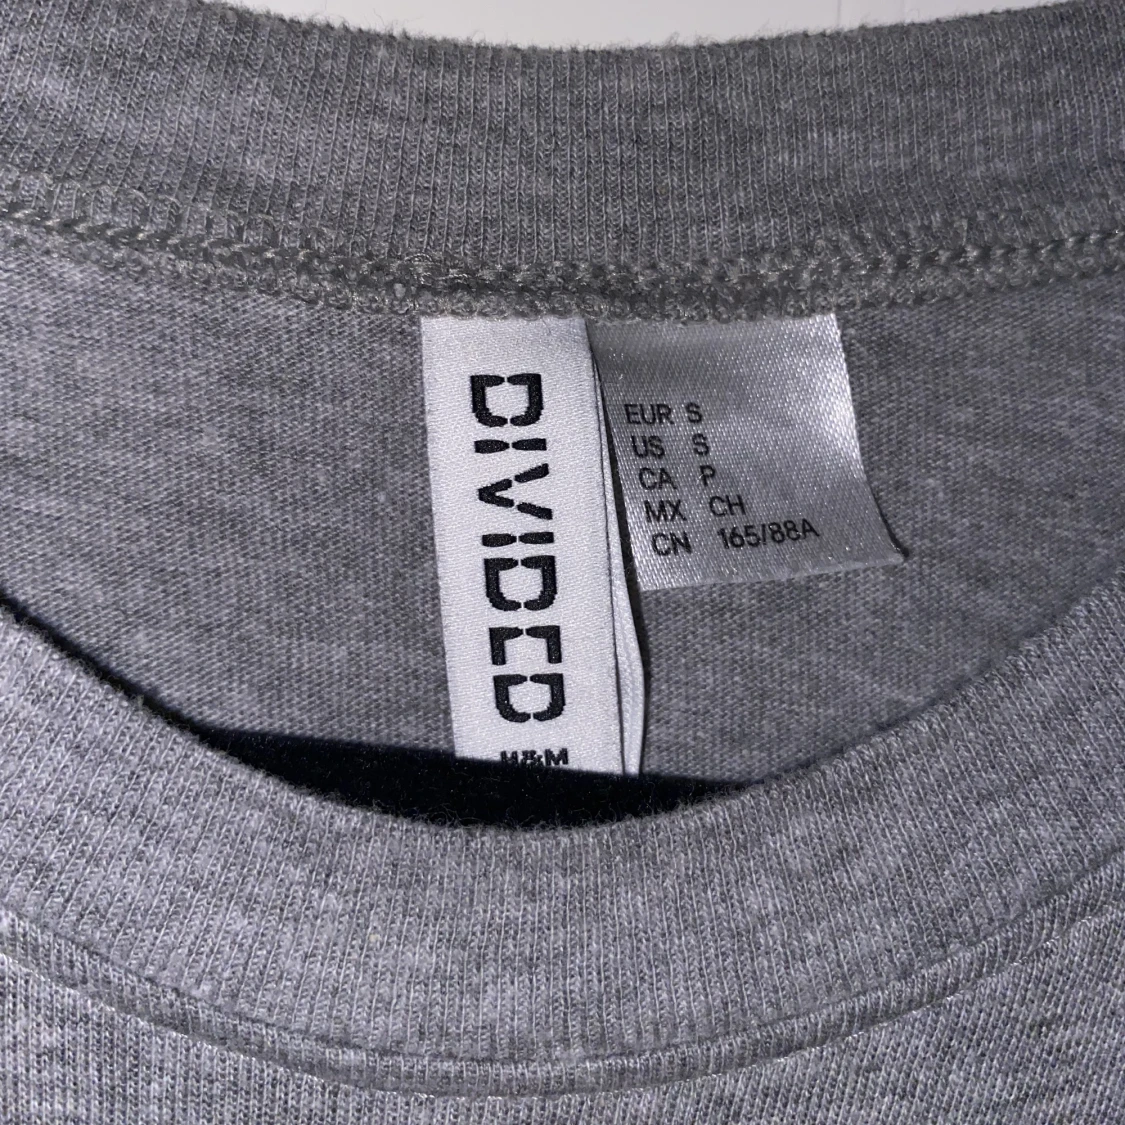 DIVIDED
H&M
EUR S
US S
CA P
MX CH
CN 165/88A